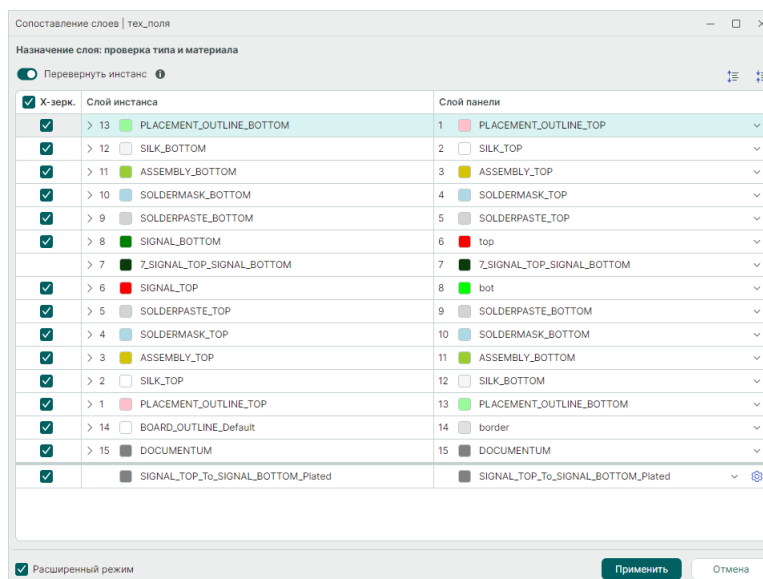 Сопоставление слоев | тех_поля
Назначение слоя: проверка типа и материала
Перевернуть инстанс
Х-зерк. Слой инстанса Слой панели
13 PLACEMENT_OUTLINE_BOTTOM 1 PLACEMENT_OUTLINE_TOP
12 SILK_BOTTOM 2 SILK_TOP
11 ASSEMBLY_BOTTOM 3 ASSEMBLY_TOP
10 SOLDERMASK_BOTTOM 4 SOLDERMASK_TOP
9 SOLDERPASTE_BOTTOM 5 SOLDERPASTE_TOP
8 SIGNAL_BOTTOM 6 top
7 7_SIGNAL_TOP_SIGNAL_BOTTOM 7 7_SIGNAL_TOP_SIGNAL_BOTTOM
6 SIGNAL_TOP 8 bot
5 SOLDERPASTE_TOP 9 SOLDERPASTE_BOTTOM
4 SOLDERMASK_TOP 10 SOLDERMASK_BOTTOM
3 ASSEMBLY_TOP 11 ASSEMBLY_BOTTOM
2 SILK_TOP 12 SILK_BOTTOM
1 PLACEMENT_OUTLINE_TOP 13 PLACEMENT_OUTLINE_BOTTOM
14 BOARD_OUTLINE_Default 14 border
15 DOCUMENTUM 15 DOCUMENTUM
SIGNAL_TOP_To_SIGNAL_BOTTOM_Plated SIGNAL_TOP_To_SIGNAL_BOTTOM_Plated
Расширенный режим Применить Отмена